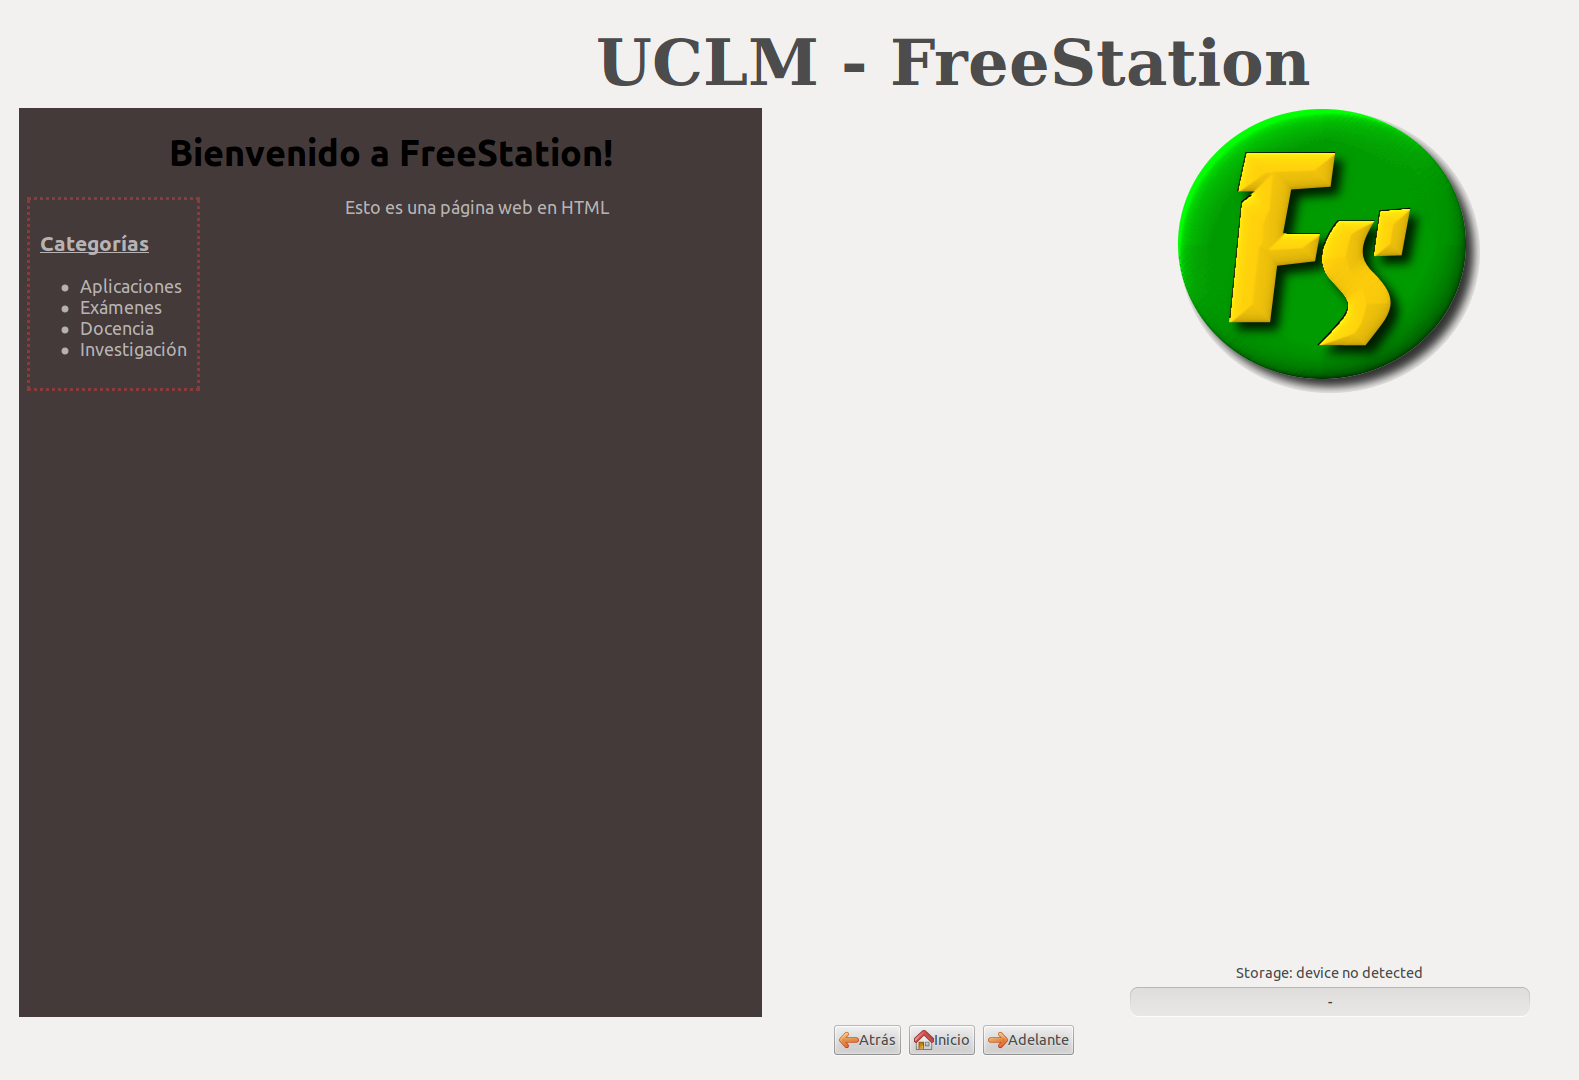 UCLM - FreeStation
Bienvenido a FreeStation!
Esto es una página web en HTML
Categorías
Aplicaciones
Exámenes
Docencia
Investigación
Fs
Storage: device no detected
-
Atrás
Inicio
Adelante